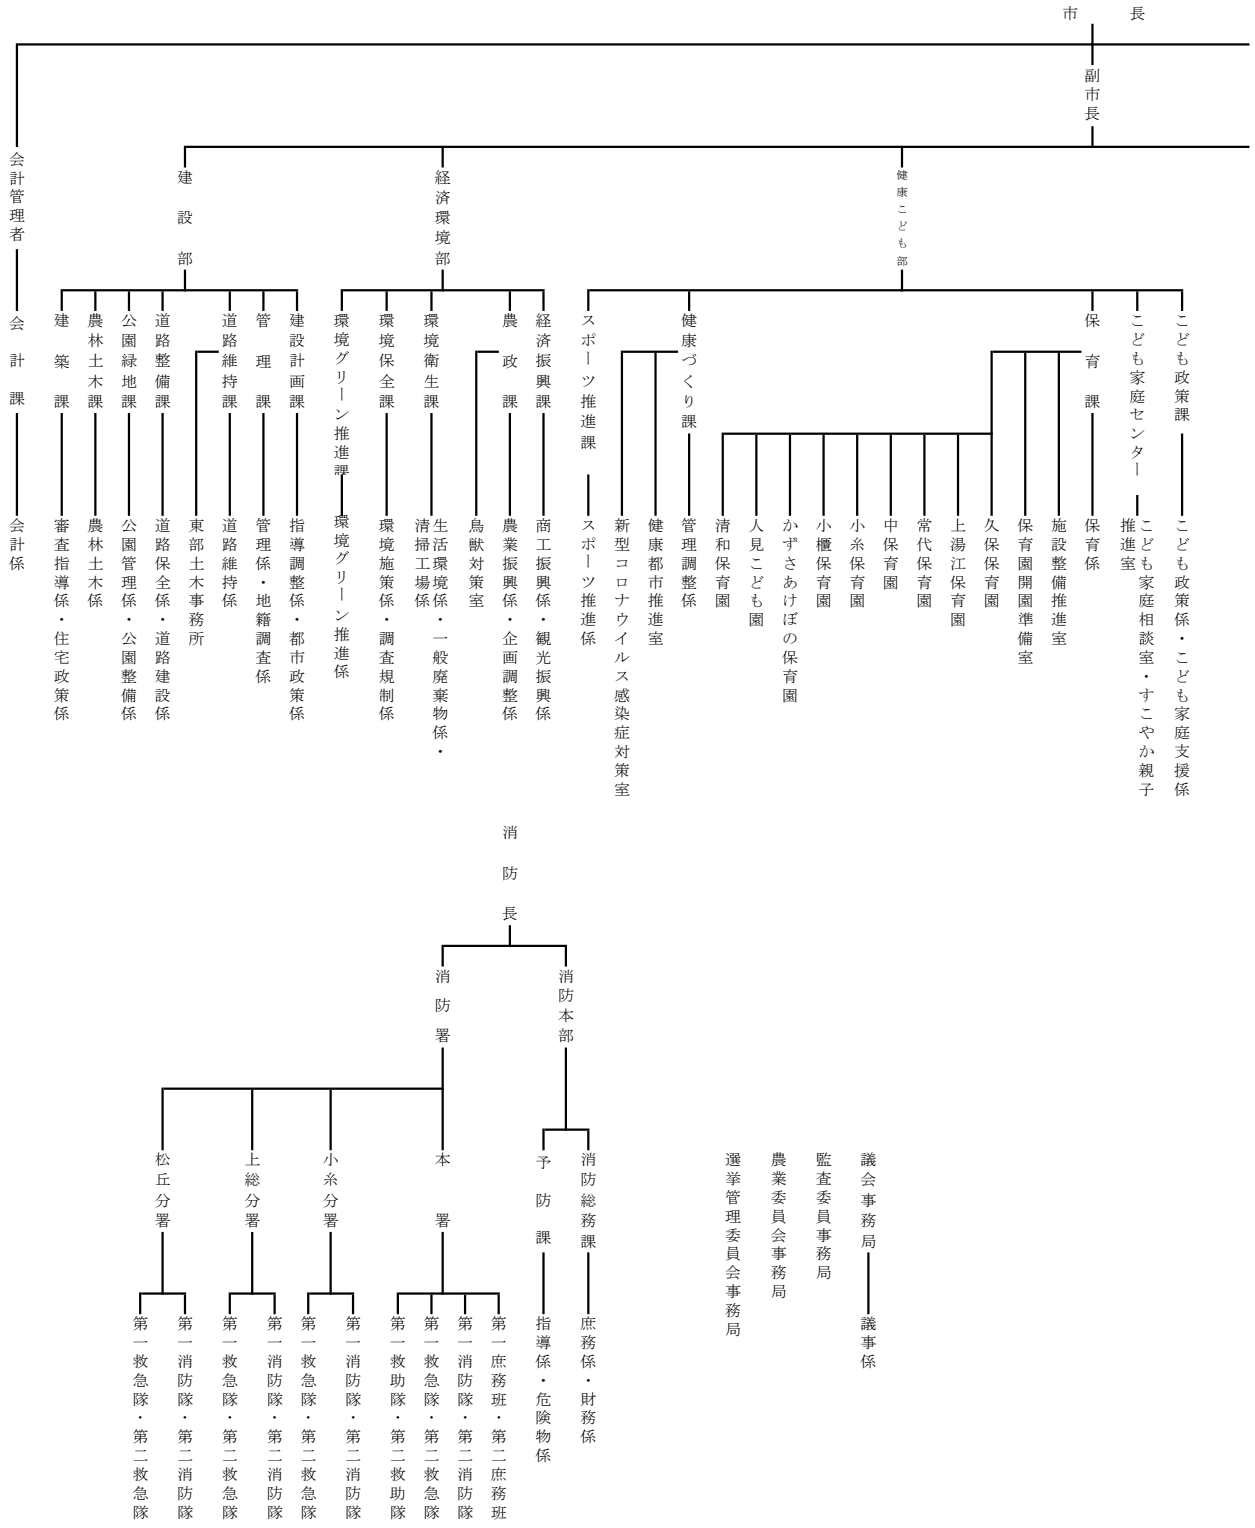 市長
副市長
健康こども部
経済環境部
建設部
会計管理者
こども政策課
こども家庭センター
保育課
健康づくり課
スポーツ推進課
経済振興課
農政課
環境衛生課
環境保全課
環境グリーン推進課
建設計画課
管理課
道路維持課
道路整備課
公園緑地課
農林土木課
建築課
会計課
こども政策係・こども家庭支援係
こども家庭相談室・すこやか親子
推進室
保育係
施設整備推進室
保育園開園準備室
久保保育園
上湯江保育園
常代保育園
中保育園
小糸保育園
小櫃保育園
かずさあけぼの保育園
人見こども園
清和保育園
管理調整係
健康都市推進室
新型コロナウイルス感染症対策室
スポーツ推進係
商工振興係・観光振興係
農業振興係・企画調整係
鳥獣対策室
生活環境係・一般廃棄物係・
清掃工場係
環境施策係・調査規制係
環境グリーン推進係
指導調整係・都市政策係
管理係・地籍調査係
道路維持係
東部土木事務所
道路保全係・道路建設係
公園管理係・公園整備係
農林土木係
審査指導係・住宅政策係
会計係
消防長
消防本部
消防署
議会事務局
議事係
監査委員事務局
農業委員会事務局
選挙管理委員会事務局
消防総務課
予防課
本署
小糸分署
上総分署
松丘分署
庶務係・財務係
指導係・危険物係
第一庶務班・第二庶務班
第一消防隊・第二消防隊
第一救急隊・第二救急隊
第一救助隊・第二救助隊
第一消防隊・第二消防隊
第一救急隊・第二救急隊
第一消防隊・第二消防隊
第一救急隊・第二救急隊
第一消防隊・第二消防隊
第一救急隊・第二救急隊